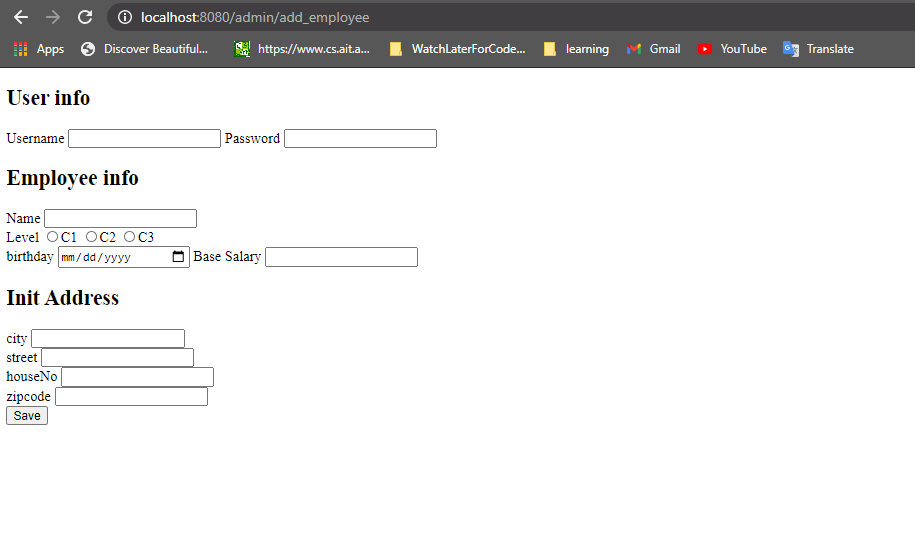 localhost:8080/admin/add_employee
Apps Discover Beautiful... https://www.cs.ait.a... WatchLaterForCode... learning Gmail YouTube Translate
User info
Username Password
Employee info
Name
Level C1 C2 C3
birthday mm/dd/yyyy Base Salary
Init Address
city
street
houseNo
zipcode
Save